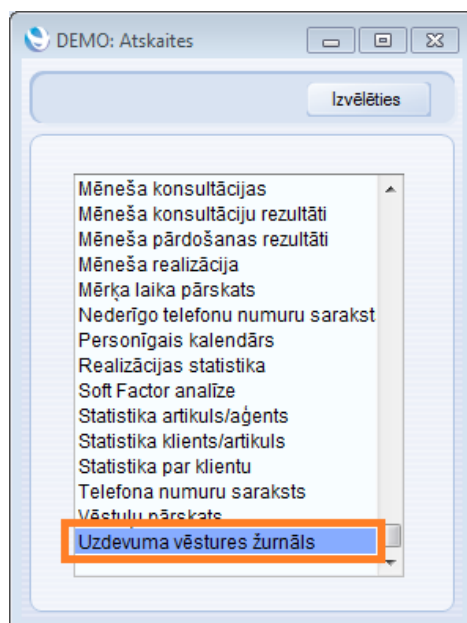 DEMO: Atskaites
Izvēlēties
Mēneša konsultācijas
Mēneša konsultāciju rezultāti
Mēneša pārdošanas rezultāti
Mēneša realizācija
Mērķa laika pārskats
Nederīgo telefonu numuru sarakst
Personīgais kalendārs
Realizācijas statistika
Soft Factor analīze
Statistika artikuls/aģents
Statistika klients/artikuls
Statistika par klientu
Telefona numuru saraksts
Vēstuļu pārskats
Uzdevuma vēstures žurnāls